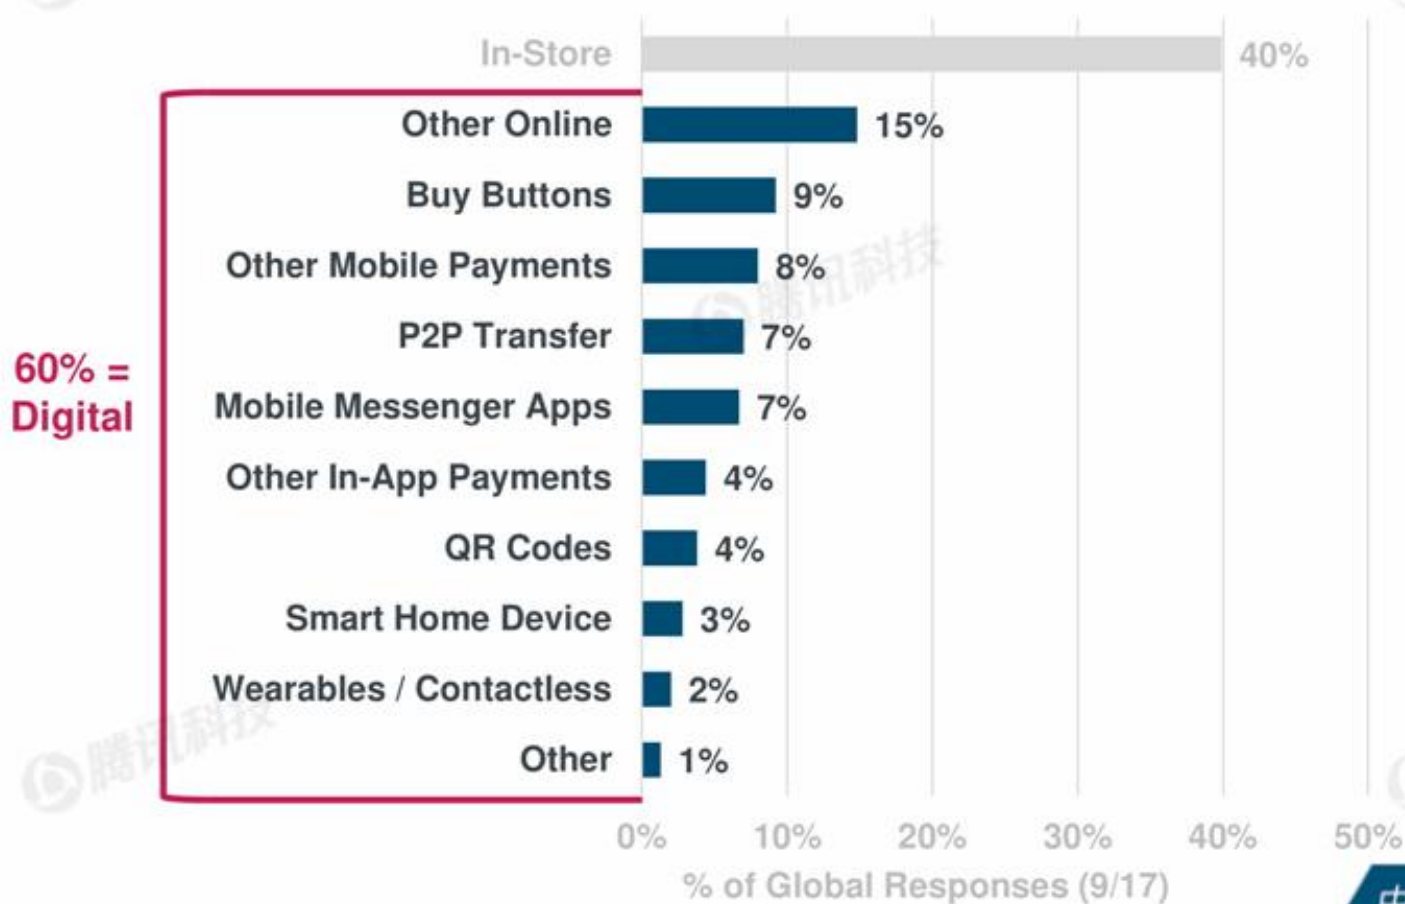 In-Store 40%
Other Online 15%
Buy Buttons 9%
Other Mobile Payments 8%
P2P Transfer 7%
Mobile Messenger Apps 7%
Other In-App Payments 4%
QR Codes 4%
Smart Home Device 3%
Wearables / Contactless 2%
Other 1%
60% =
Digital
0% 10% 20% 30% 40% 50%
% of Global Responses (9/17)
腾讯科技
腾讯科技